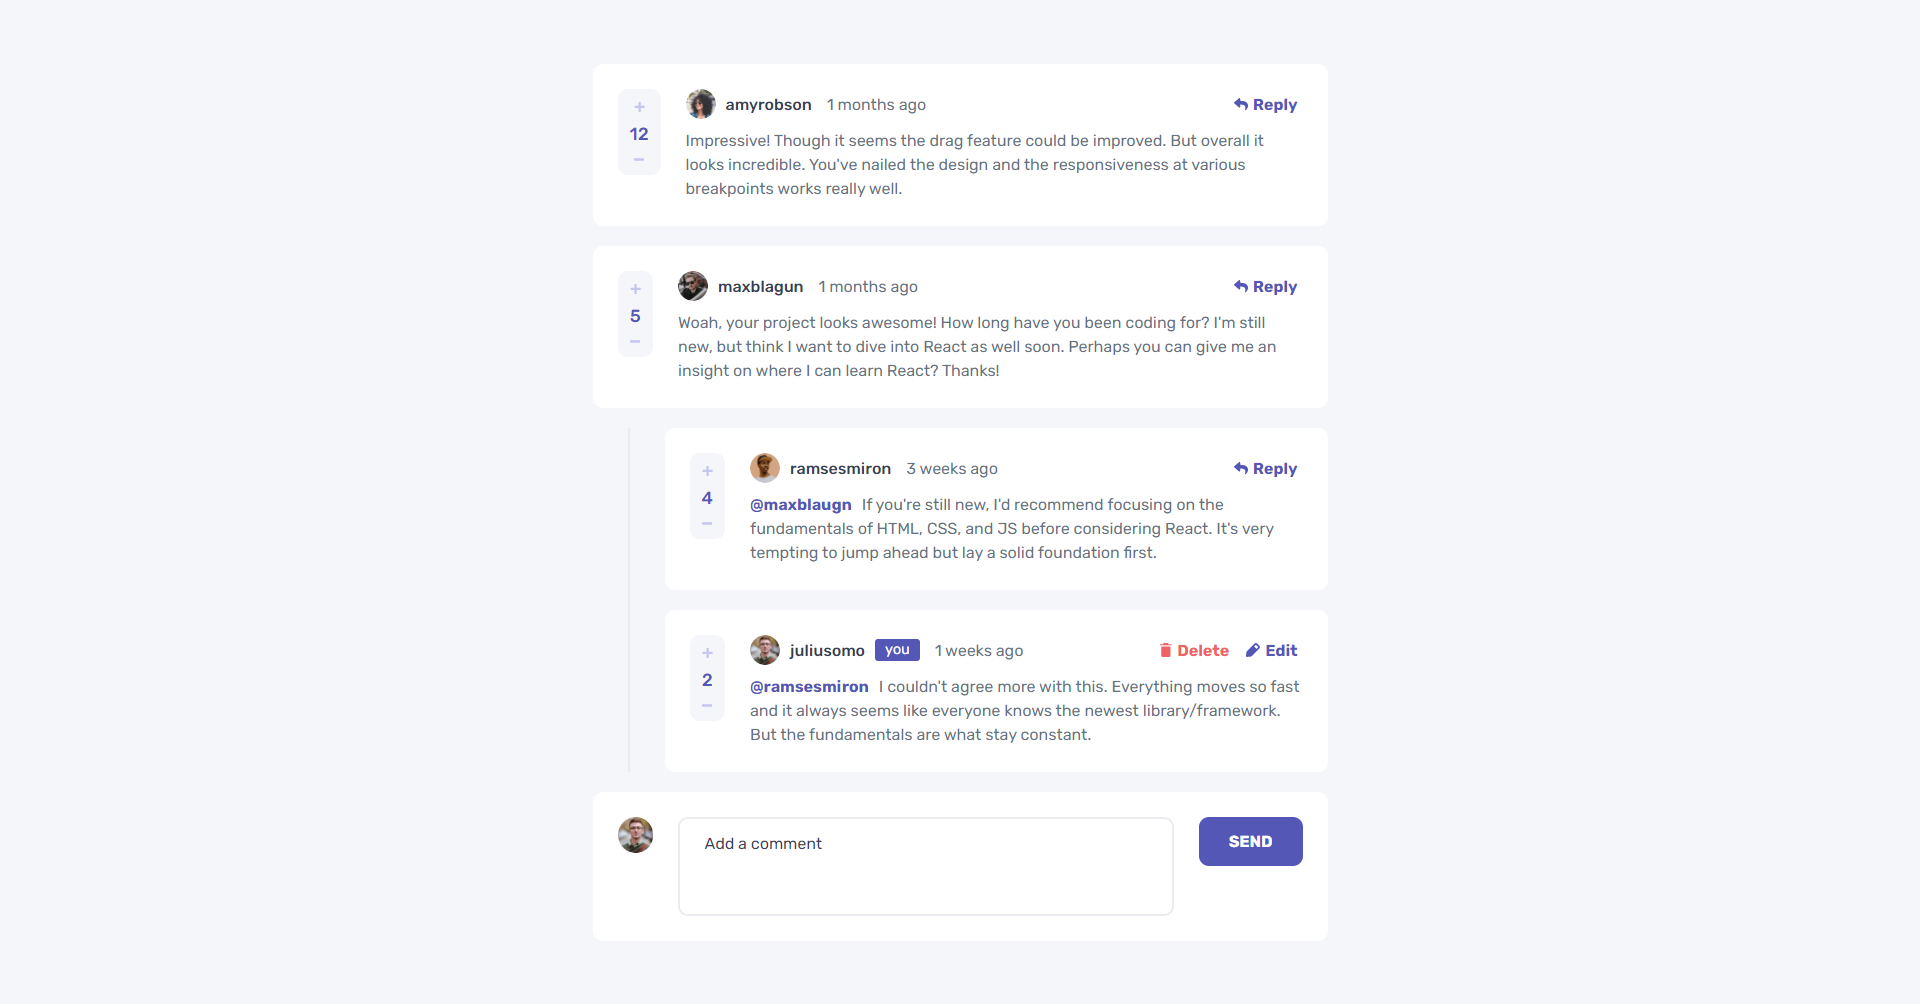 +
12
−
amyrobson 1 months ago Reply
Impressive! Though it seems the drag feature could be improved. But overall it
looks incredible. You've nailed the design and the responsiveness at various
breakpoints works really well.
+
5
−
maxblagun 1 months ago Reply
Woah, your project looks awesome! How long have you been coding for? I'm still
new, but think I want to dive into React as well soon. Perhaps you can give me an
insight on where I can learn React? Thanks!
+
4
−
ramsesmiron 3 weeks ago Reply
@maxblaugn If you're still new, I'd recommend focusing on the
fundamentals of HTML, CSS, and JS before considering React. It's very
tempting to jump ahead but lay a solid foundation first.
+
2
−
juliusomo you 1 weeks ago Delete Edit
@ramsesmiron I couldn't agree more with this. Everything moves so fast
and it always seems like everyone knows the newest library/framework.
But the fundamentals are what stay constant.
Add a comment
SEND